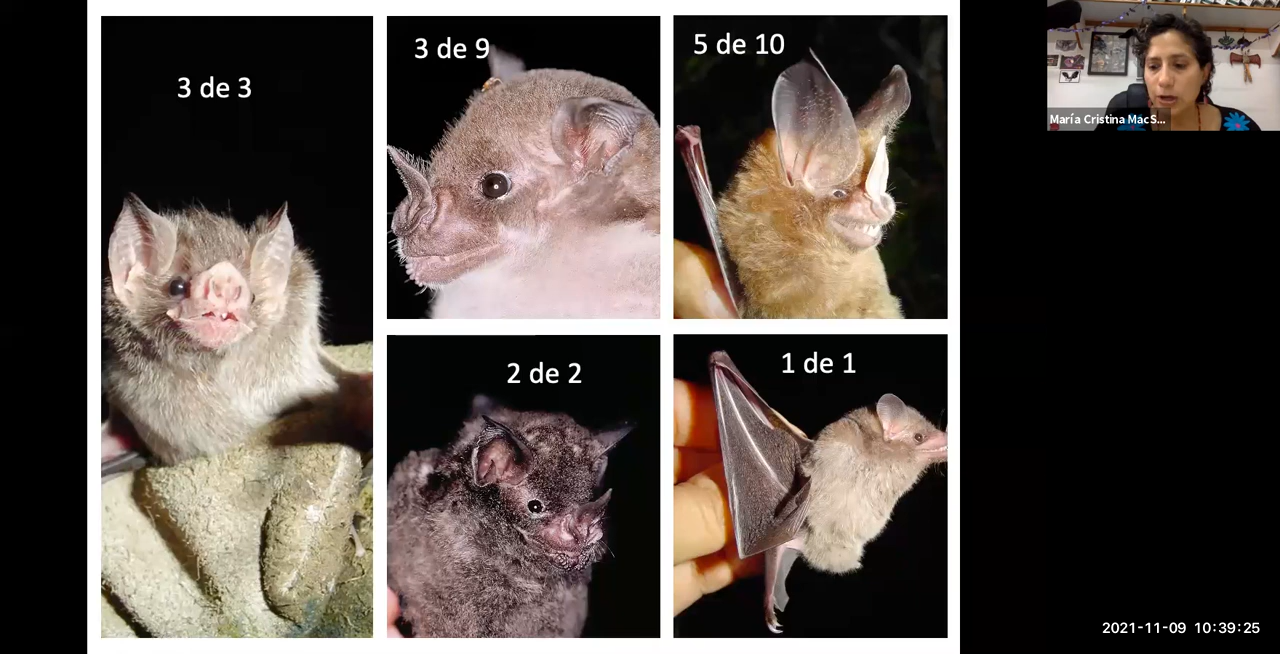 3 de 3
3 de 9
5 de 10
2 de 2
1 de 1
María Cristina Mac S...
2021-11-09 10:39:25